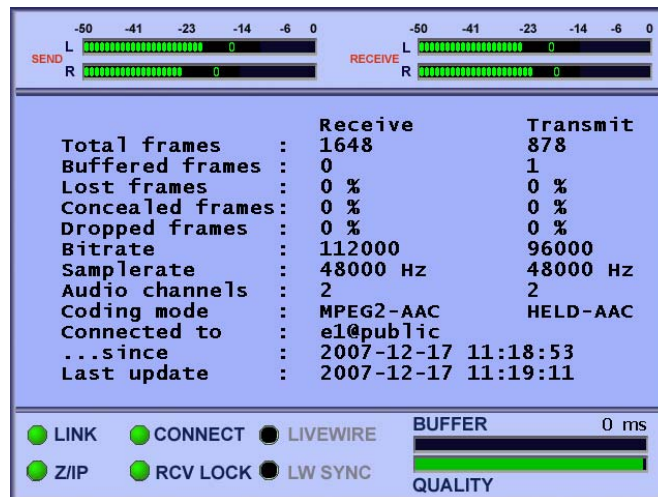 -50 -41 -23 -14 -6 0 -50 -41 -23 -14 -6 0
SEND L RECEIVE L
R R
Receive Transmit
Total frames : 1648 878
Buffered frames : 0 1
Lost frames : 0 % 0 %
Concealed frames: 0 % 0 %
Dropped frames : 0 % 0 %
Bitrate : 112000 96000
Samplerate : 48000 Hz 48000 Hz
Audio channels : 2 2
Coding mode : MPEG2-AAC HELD-AAC
Connected to : e1@public
...since : 2007-12-17 11:18:53
Last update : 2007-12-17 11:19:11
LINK CONNECT LIVEWIRE BUFFER 0 ms
Z/IP RCV LOCK LW SYNC QUALITY